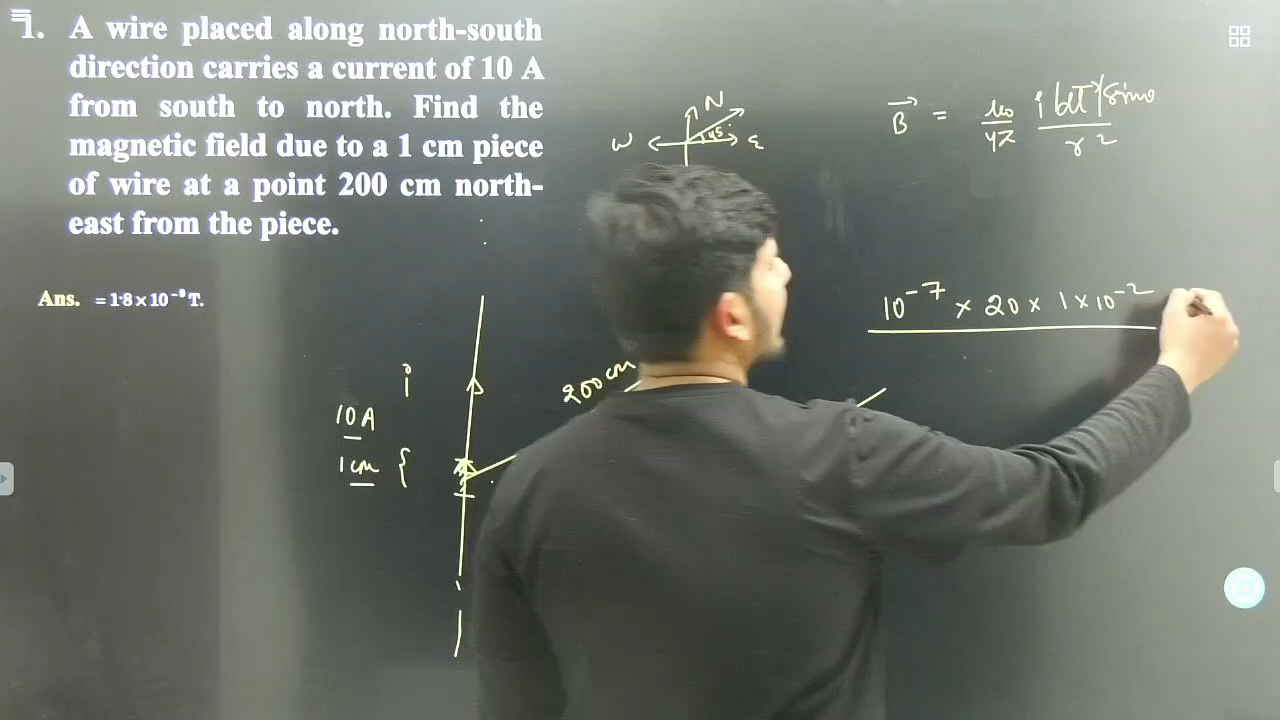 1. A wire placed along north-south
direction carries a current of 10 A
from south to north. Find the
magnetic field due to a 1 cm piece
of wire at a point 200 cm north-
east from the piece.
Ans. = 1·8 × 10⁻⁹ T.
N
W 45° E
B⃗ = μ₀/4π i |dl⃗| sinθ / r²
10⁻⁷ × 20 × 1 × 10⁻²
200 cm
i
10A
1cm {